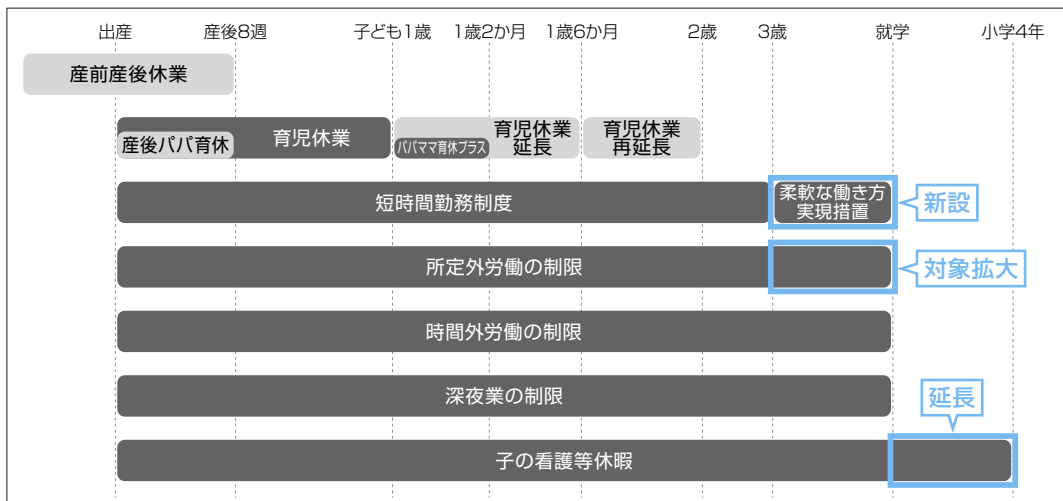 出産 産後8週 子ども1歳 1歳2か月 1歳6か月 2歳 3歳 就学 小学4年
産前産後休業
産後パパ育休
育児休業
パパママ育休プラス
育児休業
延長
育児休業
再延長
短時間勤務制度
柔軟な働き方
実現措置
新設
所定外労働の制限
対象拡大
時間外労働の制限
深夜業の制限
延長
子の看護等休暇